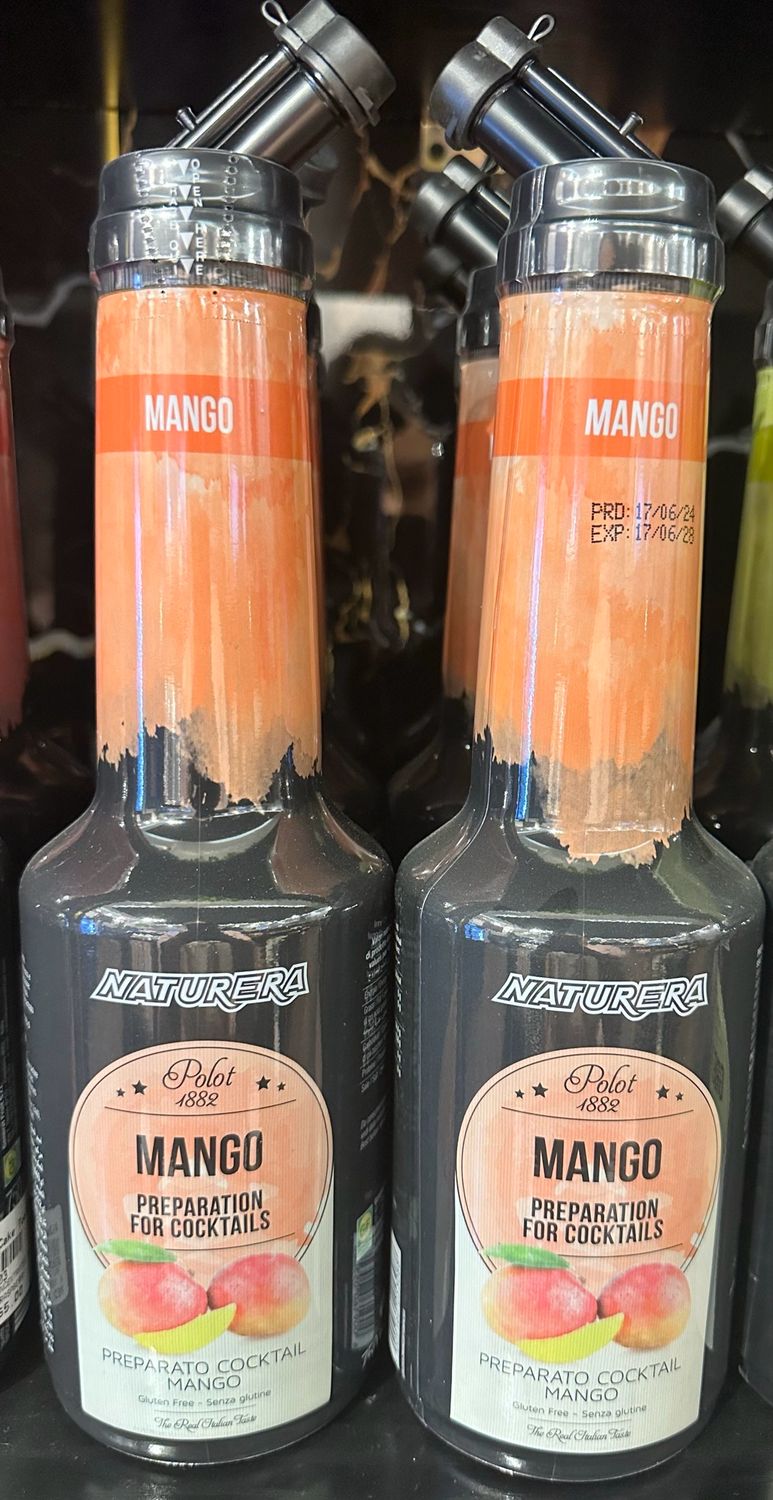 OPEN
HERE
MANGO
NATURERA
Polot
1882
MANGO
PREPARATION
FOR COCKTAILS
PREPARATO COCKTAIL
MANGO
Gluten Free - Senza glutine
The Real Italian Taste
MANGO
PRD: 17/06/24
EXP: 17/06/28
NATURERA
Polot
1882
MANGO
PREPARATION
FOR COCKTAILS
PREPARATO COCKTAIL
MANGO
Gluten Free - Senza glutine
The Real Italian Taste